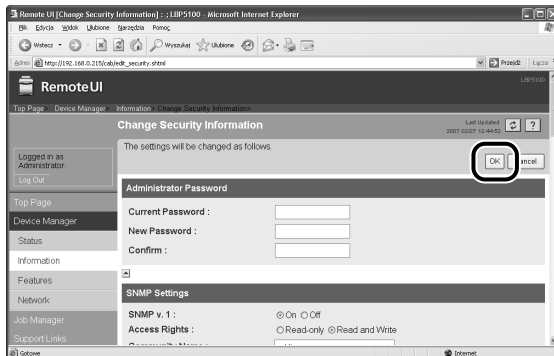 Remote UI [Change Security Information] : ; LBP5100 - Microsoft Internet Explorer
Plik Edycja Widok Ulubione Narzędzia Pomoc
Wstecz Wyszukaj Ulubione
Adres http://192.168.0.215/cab/edit_security.shtml Przejdź Łącza
Remote UI LBP5100
Top Page> Device Manager> Information> Change Security Information>
Change Security Information
Last Updated
2007 02/27 12:44:52
The settings will be changed as follows.
OK
Logged in as
Administrator.
Log Out
Top Page
Device Manager
Status
Information
Features
Network
Job Manager
Support Links
Administrator Password
Current Password :
New Password :
Confirm :
SNMP Settings
SNMP v. 1 : On Off
Access Rights : Read-only Read and Write
Gotowe Internet